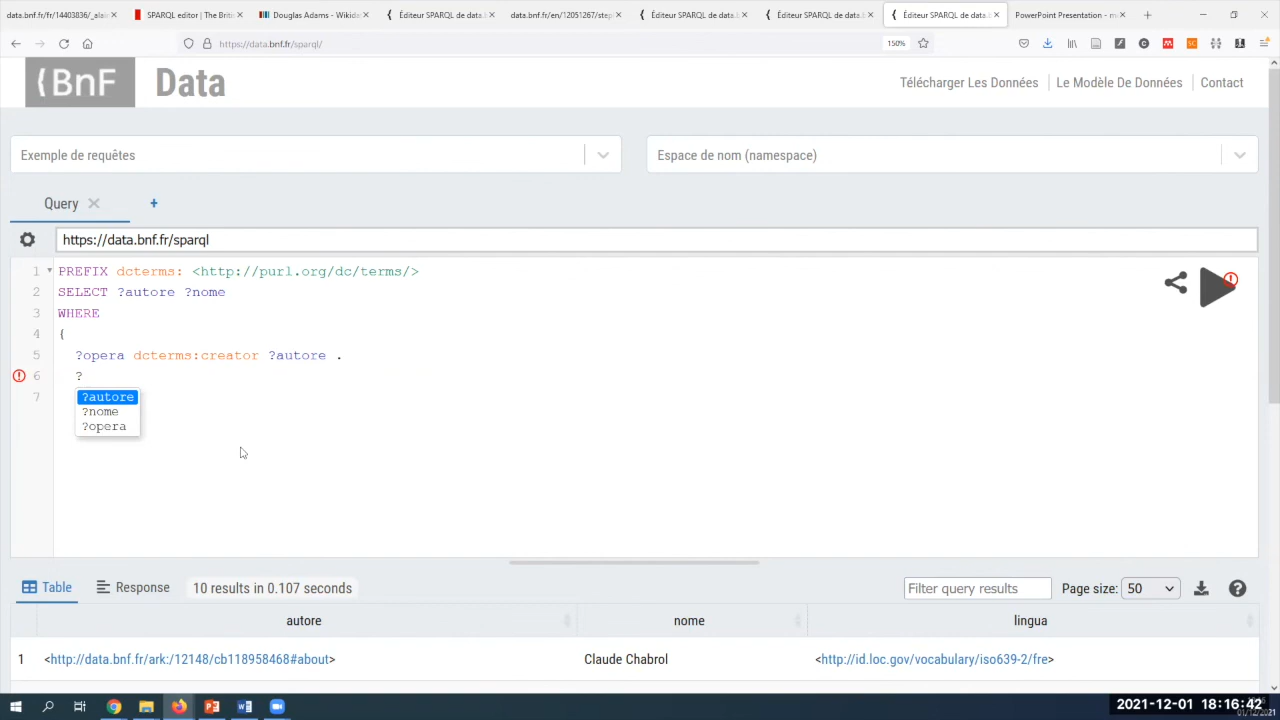 data.bnf.fr/fr/14403836/_alai
SPARQL editor | The Brit
Douglas Adams - Wikida
Éditeur SPARQL de data.b
data.bnf.fr/en/12051267/step
Éditeur SPARQL de data.b
Éditeur SPARQL de data.b
Éditeur SPARQL de data.b
PowerPoint Presentation - m
https://data.bnf.fr/sparql/
150%
{BnF Data
Télécharger Les Données
Le Modèle De Données
Contact
Exemple de requêtes
Espace de nom (namespace)
Query
+
https://data.bnf.fr/sparql
1 PREFIX dcterms: <http://purl.org/dc/terms/>
2 SELECT ?autore ?nome
3 WHERE
4 {
5 ?opera dcterms:creator ?autore .
6 ?
7
?autore
?nome
?opera
Table
Response
10 results in 0.107 seconds
Filter query results
Page size: 50
autore nome lingua
1 <http://data.bnf.fr/ark:/12148/cb118958468#about> Claude Chabrol <http://id.loc.gov/vocabulary/iso639-2/fre>
2021-12-01 18:16:42
01/12/2021